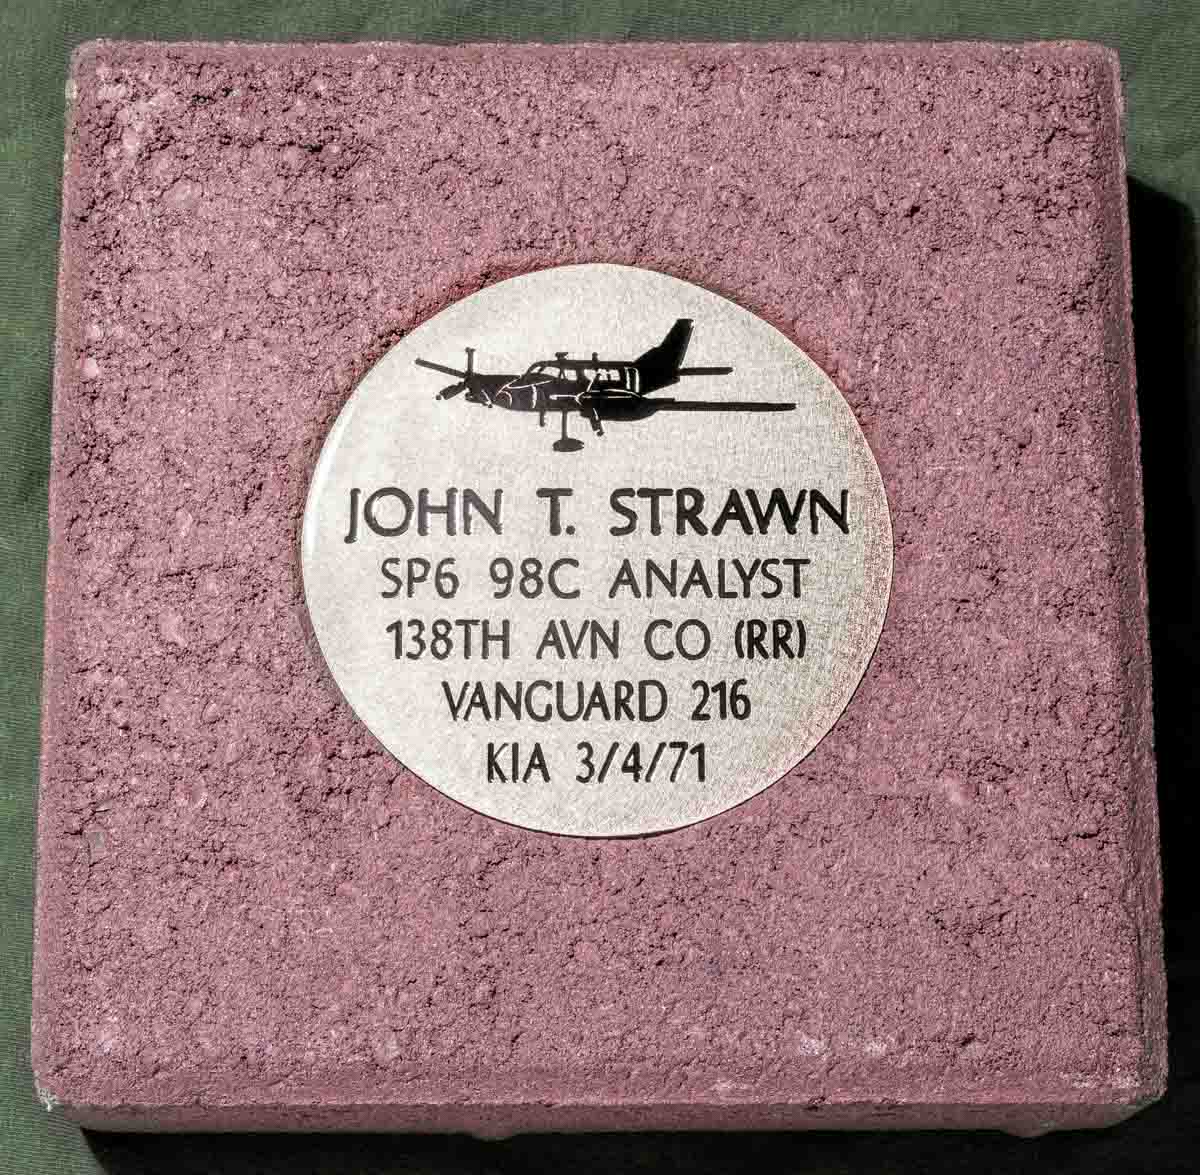 JOHN T. STRAWN
SP6 98C ANALYST
138TH AVN CO (RR)
VANGUARD 216
KIA 3/4/71